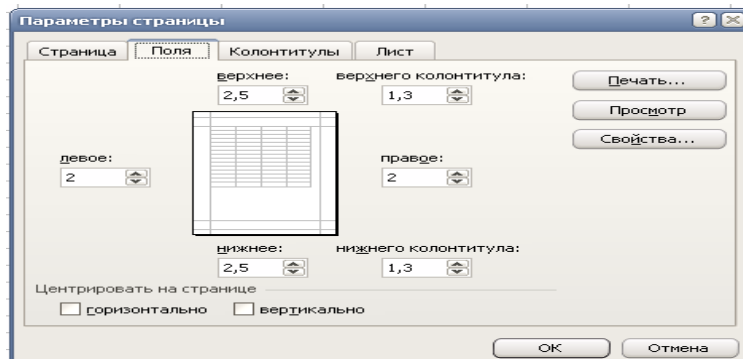 Параметры страницы
Страница Поля Колонтитулы Лист
верхнее: верхнего колонтитула:
2,5 1,3
Печать...
Просмотр
Свойства...
левое: правое:
2 2
нижнее: нижнего колонтитула:
2,5 1,3
Центрировать на странице
горизонтально вертикально
ОК Отмена